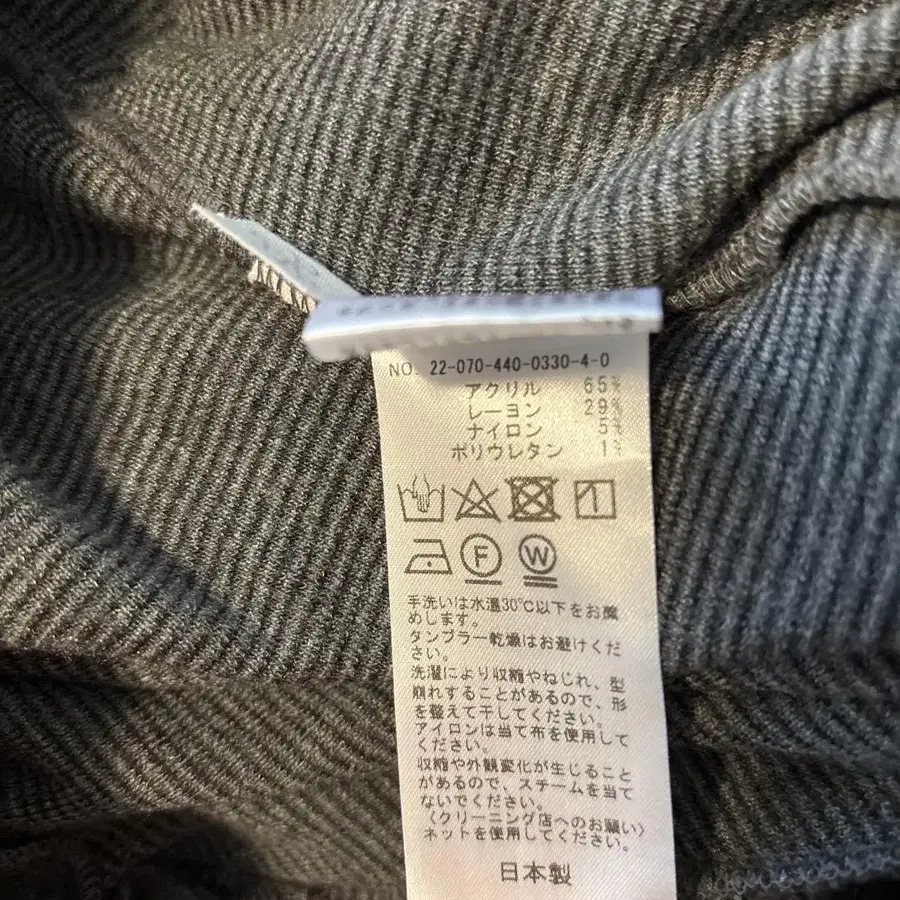 NO. 22-070-440-0330-4-0
アクリル 65%
レーヨン 29%
ナイロン 5%
ポリウレタン 1%
F W
手洗いは水温30℃以下をお薦
めします。
タンブラー乾燥はお避けくだ
さい。
洗濯により収縮やねじれ、型
崩れすることがあるので、形
を整えて干してください。
アイロンは当て布を使用して
ください。
収縮や外観変化が生じること
があるので、スチームを当て
ないでください。
〈クリーニング店へのお願い〉
ネットを使用してください。
日本製